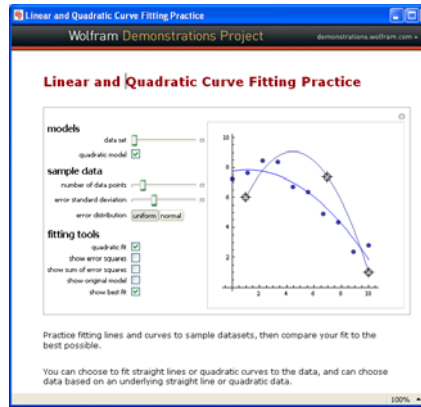 Linear and Quadratic Curve Fitting Practice
Wolfram Demonstrations Project
demonstrations.wolfram.com »
Linear and Quadratic Curve Fitting Practice
models
data set
quadratic model
sample data
number of data points
error standard deviation
error distribution uniform normal
fitting tools
quadratic fit
show error squares
show sum of error squares
show original model
show best fit
10
8
6
4
2
2 4 6 8 10
Practice fitting lines and curves to sample datasets, then compare your fit to the
best possible.
You can choose to fit straight lines or quadratic curves to the data, and can choose
data based on an underlying straight line or quadratic data.
100%